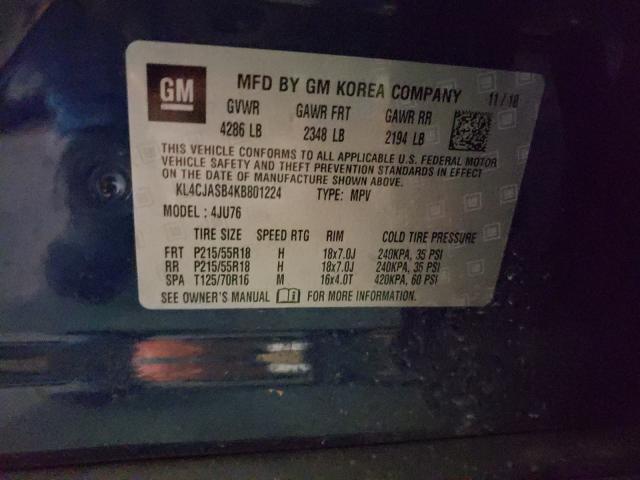 GM
MFD BY GM KOREA COMPANY 11/18
GVWR GAWR FRT GAWR RR
4286 LB 2348 LB 2194 LB
THIS VEHICLE CONFORMS TO ALL APPLICABLE U.S. FEDERAL MOTOR
VEHICLE SAFETY AND THEFT PREVENTION STANDARDS IN EFFECT
ON THE DATE OF MANUFACTURE SHOWN ABOVE.
KL4CJASB4KB801224 TYPE: MPV
MODEL: 4JU76
TIRE SIZE SPEED RTG RIM COLD TIRE PRESSURE
FRT P215/55R18 H 18x7.0J 240KPA, 35 PSI
RR P215/55R18 H 18x7.0J 240KPA, 35 PSI
SPA T125/70R16 M 16x4.0T 420KPA, 60 PSI
SEE OWNER'S MANUAL FOR MORE INFORMATION.